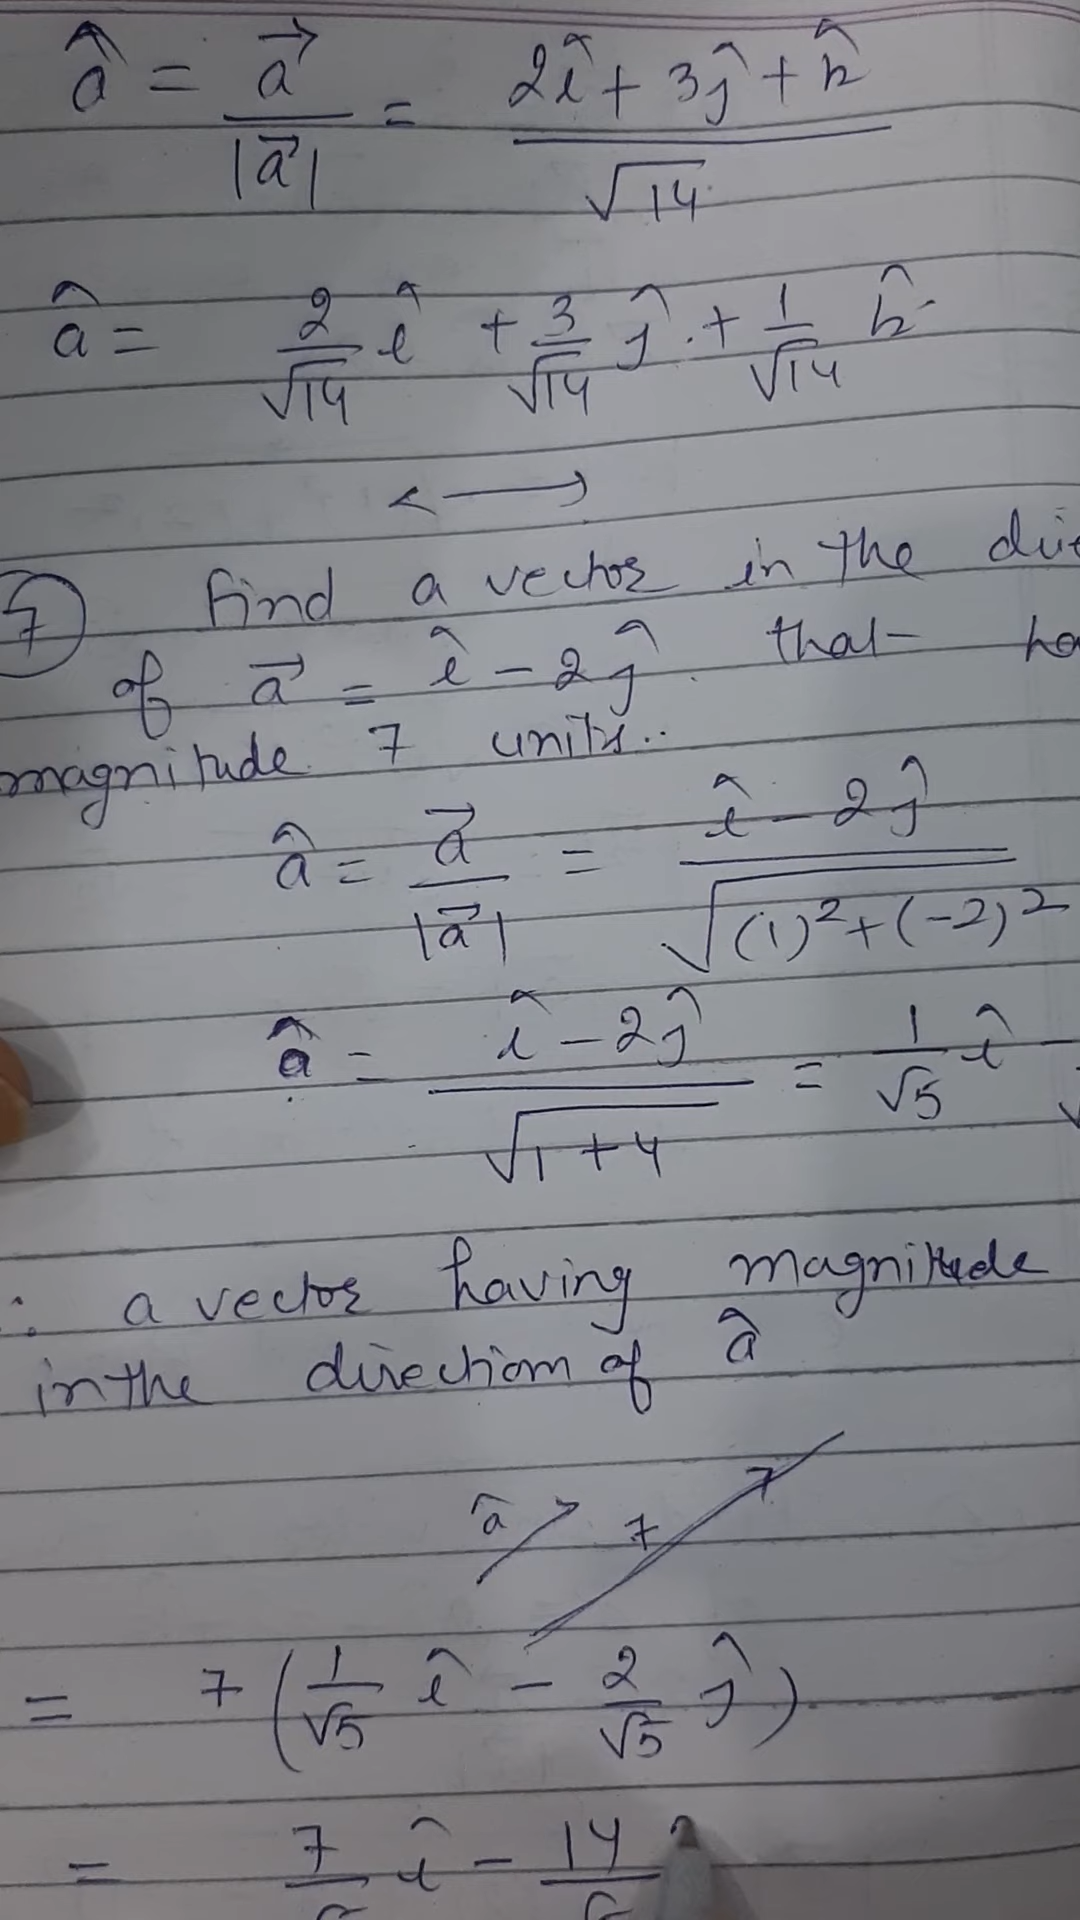 â = a⃗ / |a⃗| = 2î + 3ĵ + k̂ / √14
â = 2/√14 î + 3/√14 ĵ + 1/√14 k̂
7 Find a vector in the
of a⃗ = î - 2ĵ that
magnitude 7 units..
â = a⃗ / |a⃗| = î - 2ĵ / √(1)² + (-2)²
â = î - 2ĵ / √1+4 = 1/√5 î -
∴ a vector having magnitude
in the direction of â
â 7
= 7 (1/√5 î - 2/√5 ĵ)
= 7 î - 14